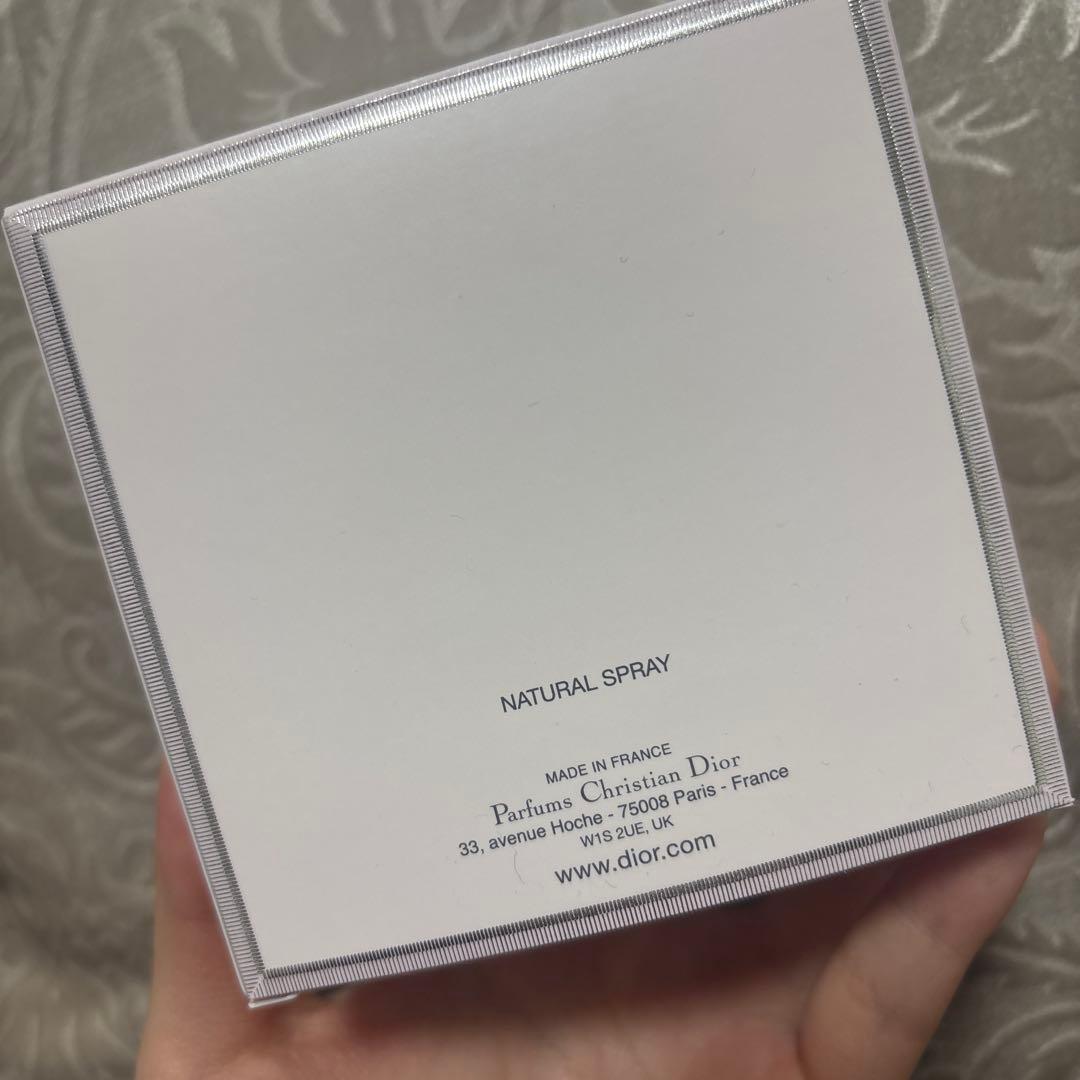 NATURAL SPRAY
MADE IN FRANCE
Parfums Christian Dior
33, avenue Hoche - 75008 Paris - France
W1S 2UE, UK
www.dior.com